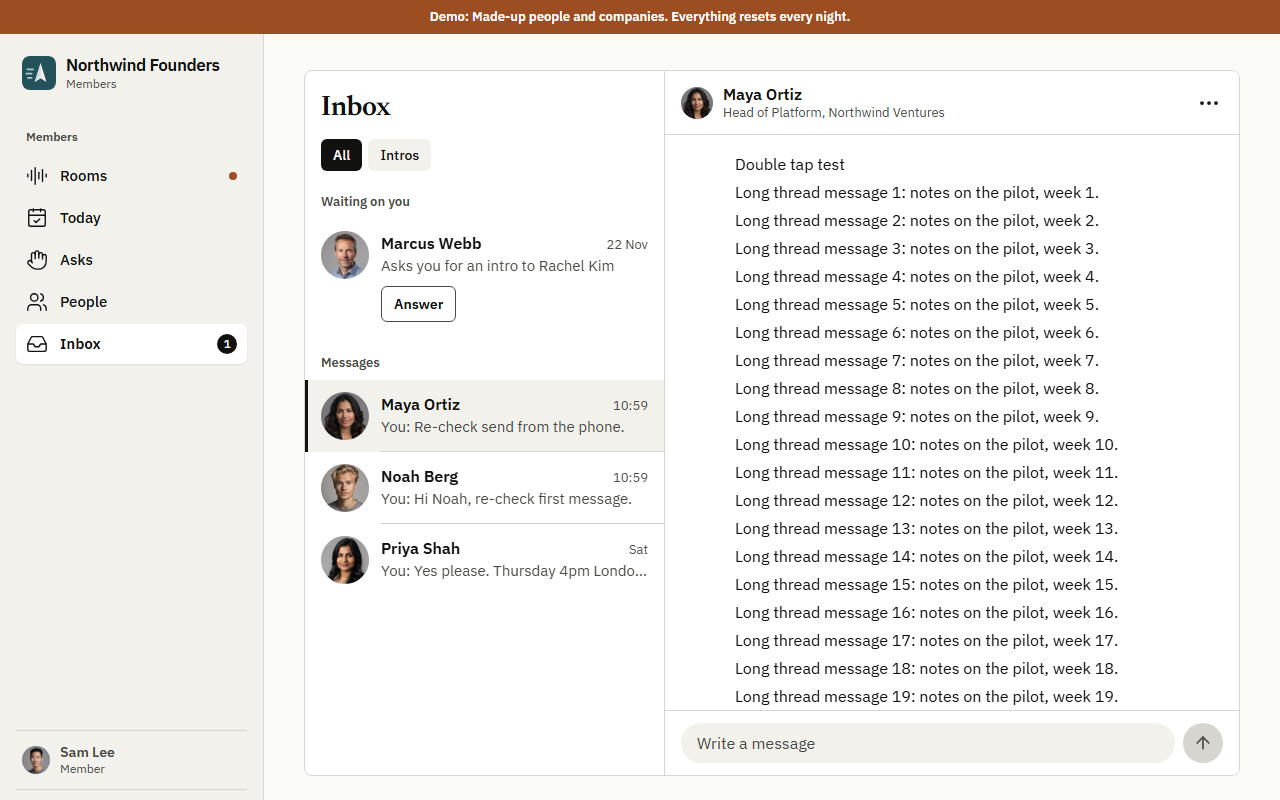 Demo: Made-up people and companies. Everything resets every night.
Northwind Founders
Members
Members
Rooms
Today
Asks
People
Inbox
1
Sam Lee
Member
Inbox
All
Intros
Waiting on you
Marcus Webb
22 Nov
Asks you for an intro to Rachel Kim
Answer
Messages
Maya Ortiz
10:59
You: Re-check send from the phone.
Noah Berg
10:59
You: Hi Noah, re-check first message.
Priya Shah
Sat
You: Yes please. Thursday 4pm Londo...
Maya Ortiz
Head of Platform, Northwind Ventures
Double tap test
Long thread message 1: notes on the pilot, week 1.
Long thread message 2: notes on the pilot, week 2.
Long thread message 3: notes on the pilot, week 3.
Long thread message 4: notes on the pilot, week 4.
Long thread message 5: notes on the pilot, week 5.
Long thread message 6: notes on the pilot, week 6.
Long thread message 7: notes on the pilot, week 7.
Long thread message 8: notes on the pilot, week 8.
Long thread message 9: notes on the pilot, week 9.
Long thread message 10: notes on the pilot, week 10.
Long thread message 11: notes on the pilot, week 11.
Long thread message 12: notes on the pilot, week 12.
Long thread message 13: notes on the pilot, week 13.
Long thread message 14: notes on the pilot, week 14.
Long thread message 15: notes on the pilot, week 15.
Long thread message 16: notes on the pilot, week 16.
Long thread message 17: notes on the pilot, week 17.
Long thread message 18: notes on the pilot, week 18.
Long thread message 19: notes on the pilot, week 19.
Write a message